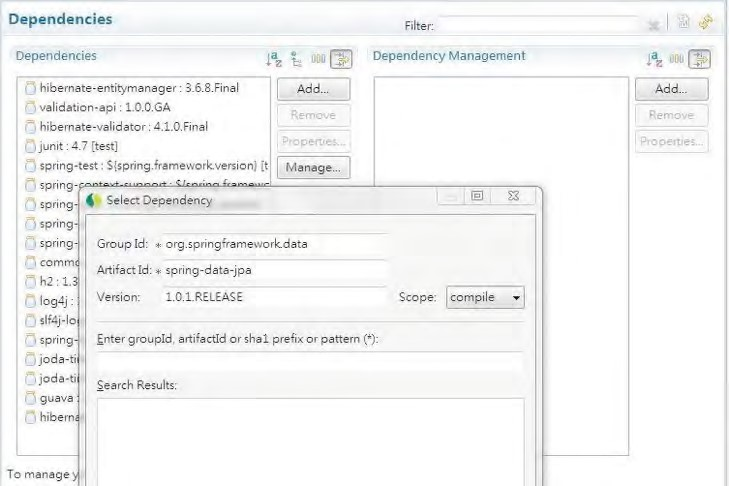 Dependencies
Filter:
Dependencies
Dependency Management
hibernate-entitymanager : 3.6.8.Final
Add...
Add...
validation-api : 1.0.0.GA
Remove
Remove
hibernate-validator : 4.1.0.Final
junit : 4.7 [test]
Properties...
Properties...
spring-test : ${spring.framework.version} [t
Manage...
spring-context-support : ${spring.framewc
Select Dependency
spring-
spring-
spring-
Group Id: * org.springframework.data
commo
Artifact Id: * spring-data-jpa
h2 : 1.3
Version: 1.0.1.RELEASE
Scope: compile
log4j :
slf4j-lo
spring-
Enter groupId, artifactId or sha1 prefix or pattern (*):
joda-ti
joda-ti
Search Results:
guava :
hiberna
To manage y